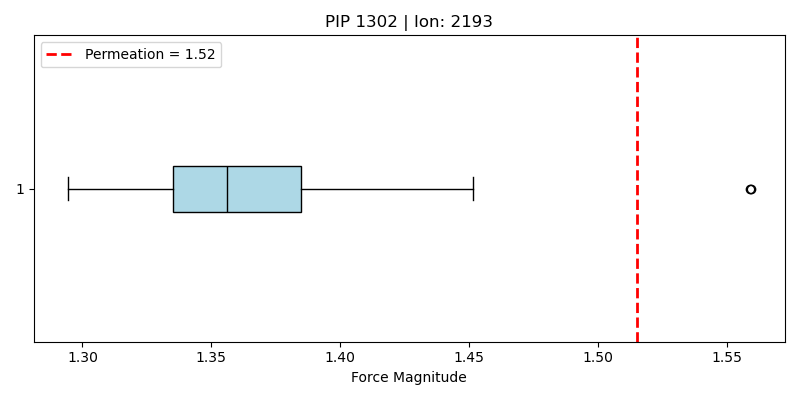 PIP 1302 | Ion: 2193
Permeation = 1.52
1
1.30 1.35 1.40 1.45 1.50 1.55
Force Magnitude